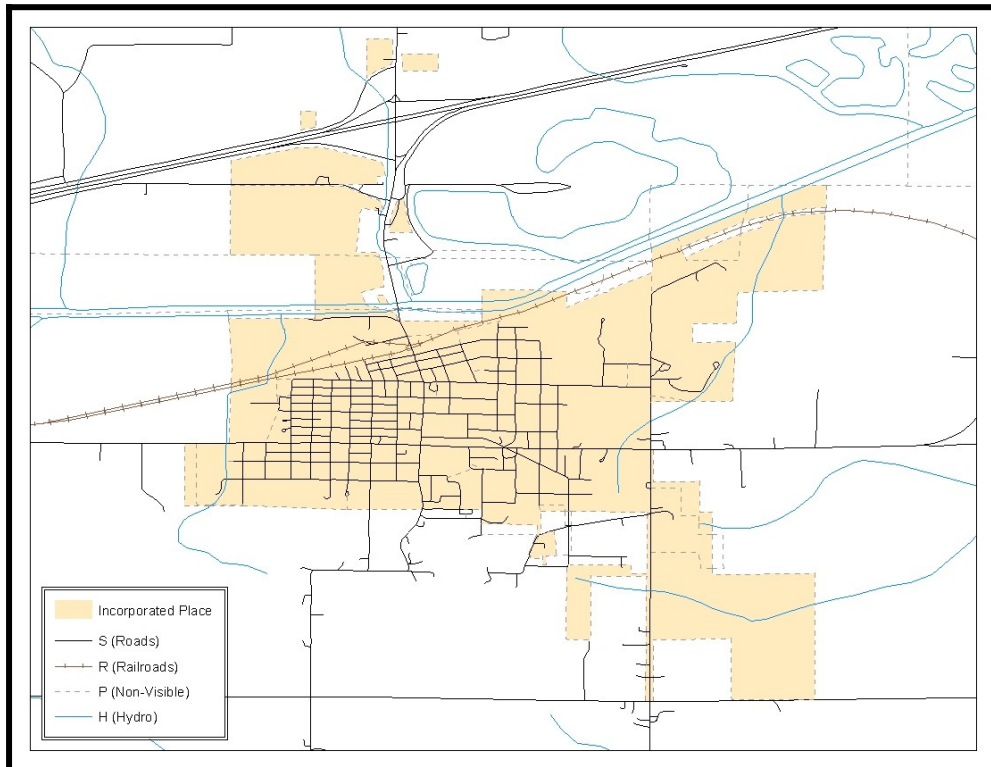 Incorporated Place
S (Roads)
R (Railroads)
P (Non-Visible)
H (Hydro)